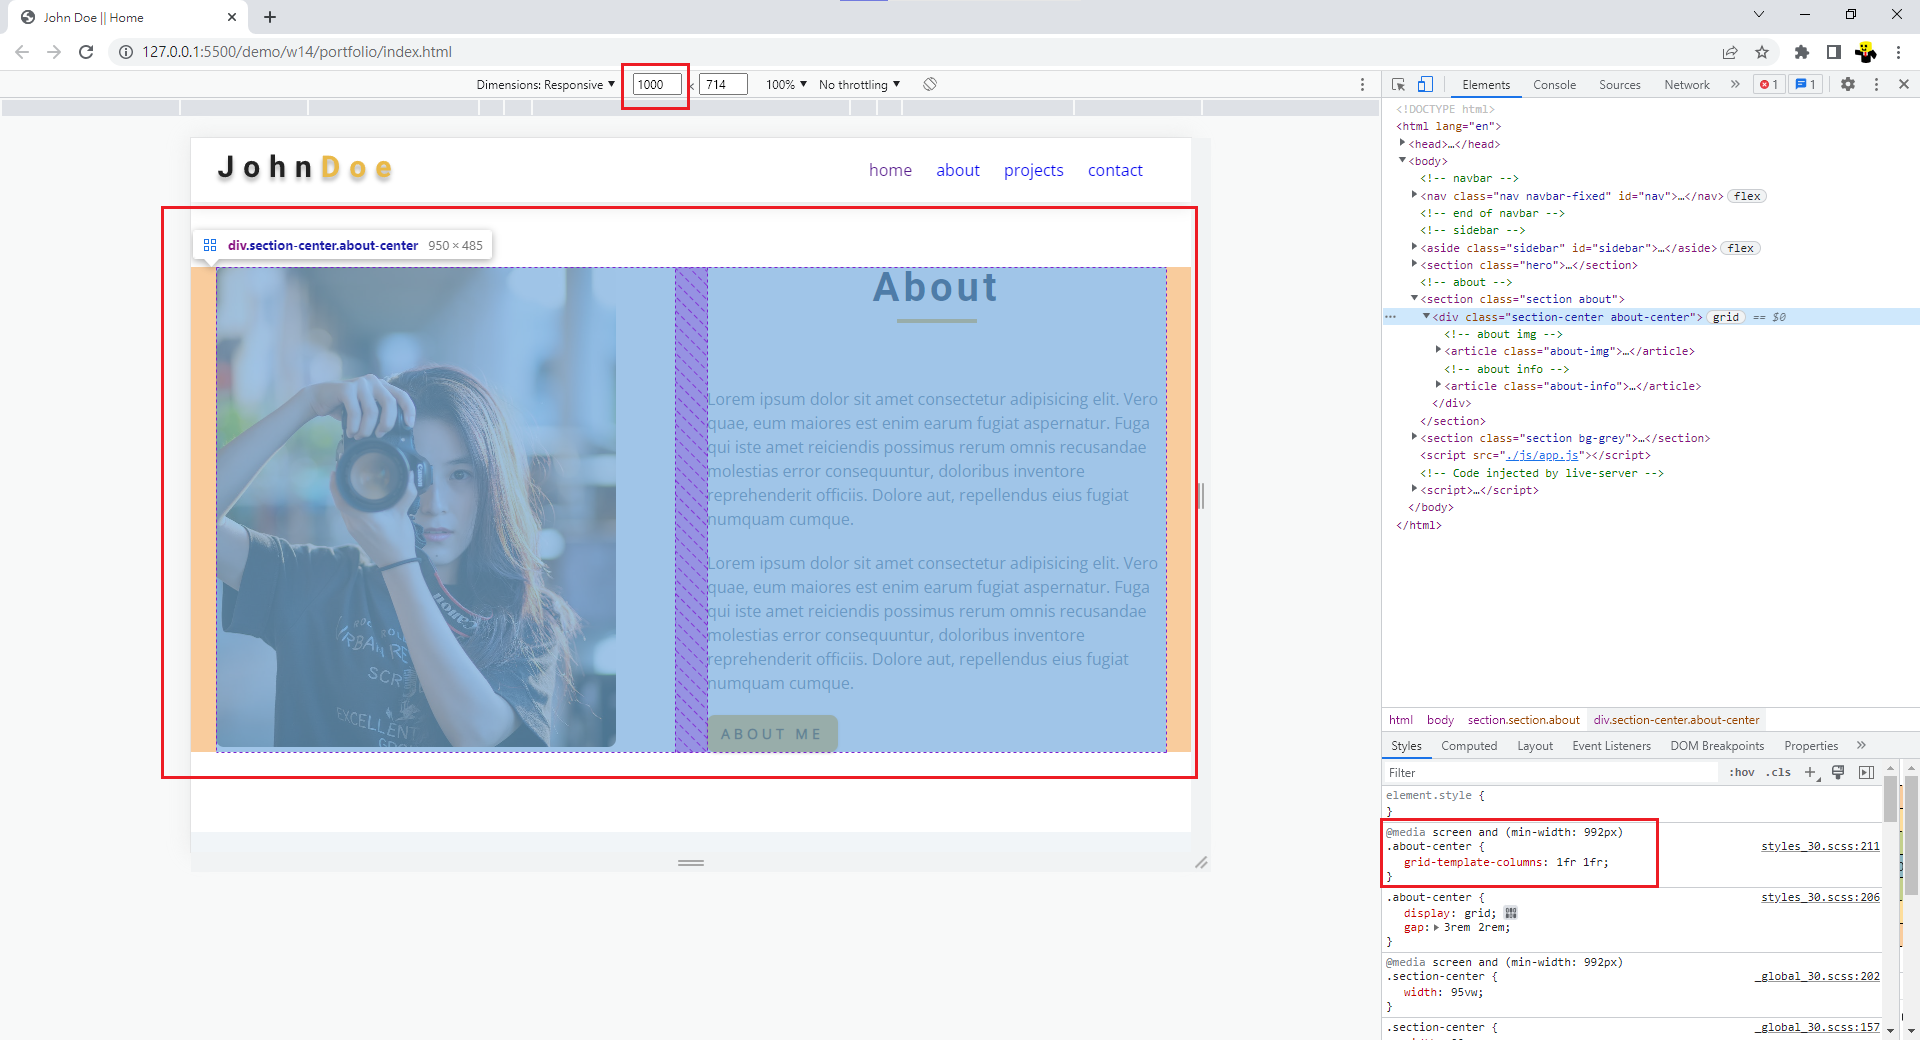 John Doe || Home
127.0.0.1:5500/demo/w14/portfolio/index.html
Dimensions: Responsive 1000 × 714 100% No throttling
JohnDoe
home about projects contact
div.section-center.about-center 950 × 485
About
Lorem ipsum dolor sit amet consectetur adipisicing elit. Vero
quae, eum maiores est enim earum fugiat aspernatur. Fuga
qui iste amet reiciendis possimus rerum omnis recusandae
molestias error consequuntur, doloribus inventore
reprehenderit officiis. Dolore aut, repellendus eius fugiat
numquam cumque.
Lorem ipsum dolor sit amet consectetur adipisicing elit. Vero
quae, eum maiores est enim earum fugiat aspernatur. Fuga
qui iste amet reiciendis possimus rerum omnis recusandae
molestias error consequuntur, doloribus inventore
reprehenderit officiis. Dolore aut, repellendus eius fugiat
numquam cumque.
ABOUT ME
Canon
URBAN RE
SCR
EXCELLENT
Elements Console Sources Network » 1 1
<!DOCTYPE html>
<html lang="en">
<head>…</head>
<body>
<!-- navbar -->
<nav class="nav navbar-fixed" id="nav">…</nav> flex
<!-- end of navbar -->
<!-- sidebar -->
<aside class="sidebar" id="sidebar">…</aside> flex
<section class="hero">…</section>
<!-- about -->
<section class="section about">
<div class="section-center about-center"> grid == $0
<!-- about img -->
<article class="about-img">…</article>
<!-- about info -->
<article class="about-info">…</article>
</div>
</section>
<section class="section bg-grey">…</section>
<script src="./js/app.js"></script>
<!-- Code injected by live-server -->
<script>…</script>
</body>
</html>
html body section.section.about div.section-center.about-center
Styles Computed Layout Event Listeners DOM Breakpoints Properties »
Filter :hov .cls
element.style {
}
@media screen and (min-width: 992px)
.about-center { styles_30.scss:211
grid-template-columns: 1fr 1fr;
}
.about-center { styles_30.scss:206
display: grid;
gap: 3rem 2rem;
}
@media screen and (min-width: 992px)
.section-center { _global_30.scss:202
width: 95vw;
}
.section-center { _global_30.scss:157